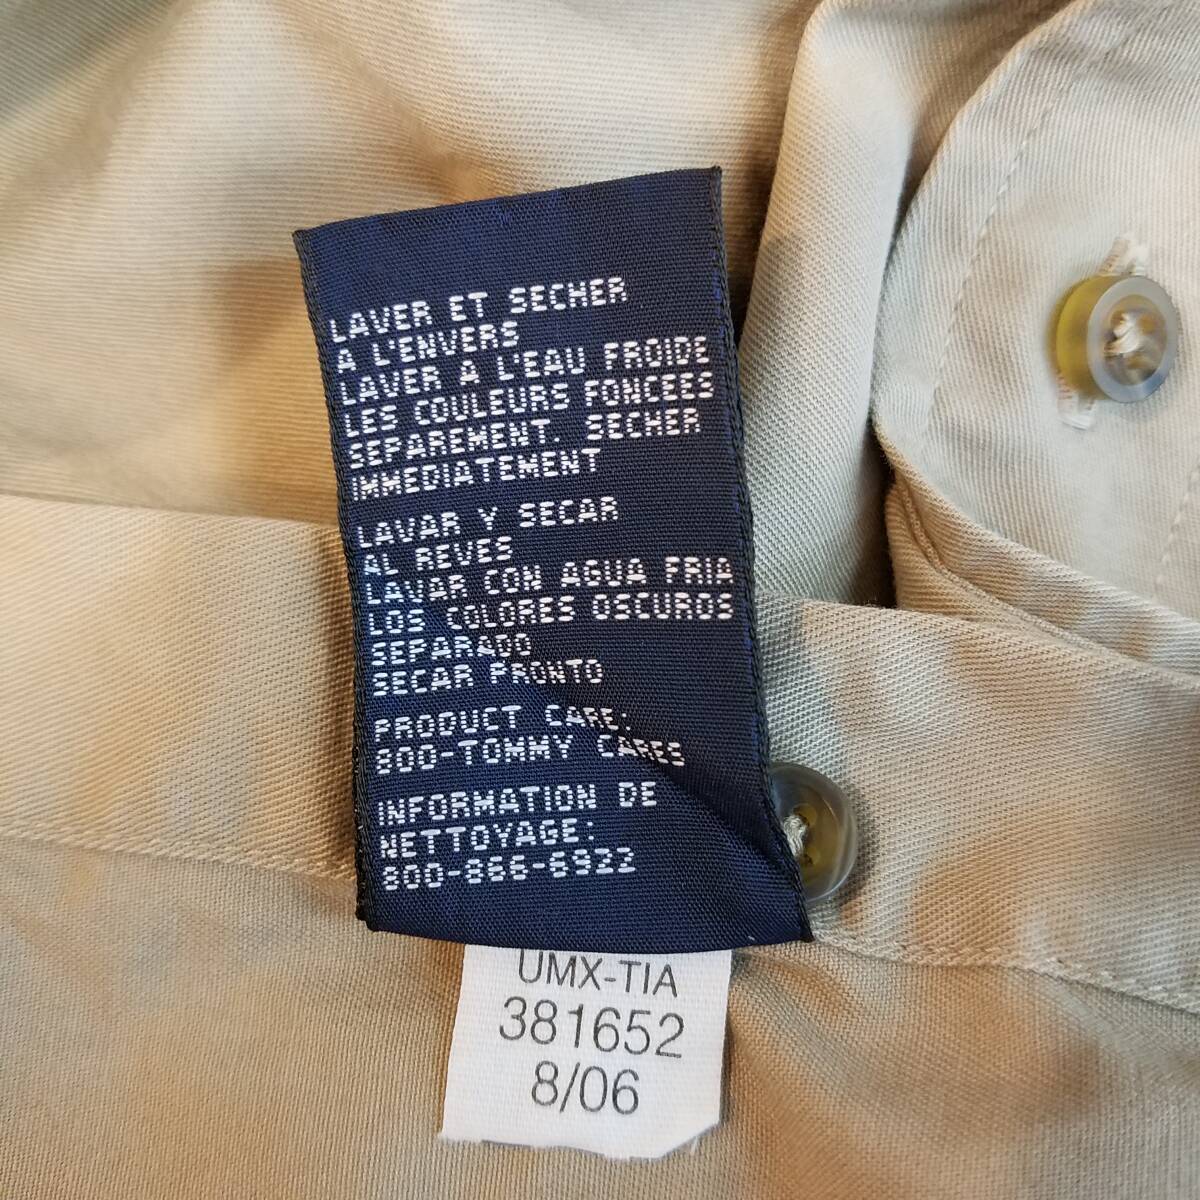 LAVER ET SECHER
A L'ENVERS
LAVER A L'EAU FROIDE
LES COULEURS FONCEES
SEPAREMENT. SECHER
IMMEDIATEMENT
LAVAR Y SECAR
AL REVES
LAVAR CON AGUA FRIA
LOS COLORES OSCUROS
SEPARADO
SECAR PRONTO
PRODUCT CARE:
800-TOMMY CARES
INFORMATION DE
NETTOYAGE:
800-866-6922
UMX-TIA
381652
8/06